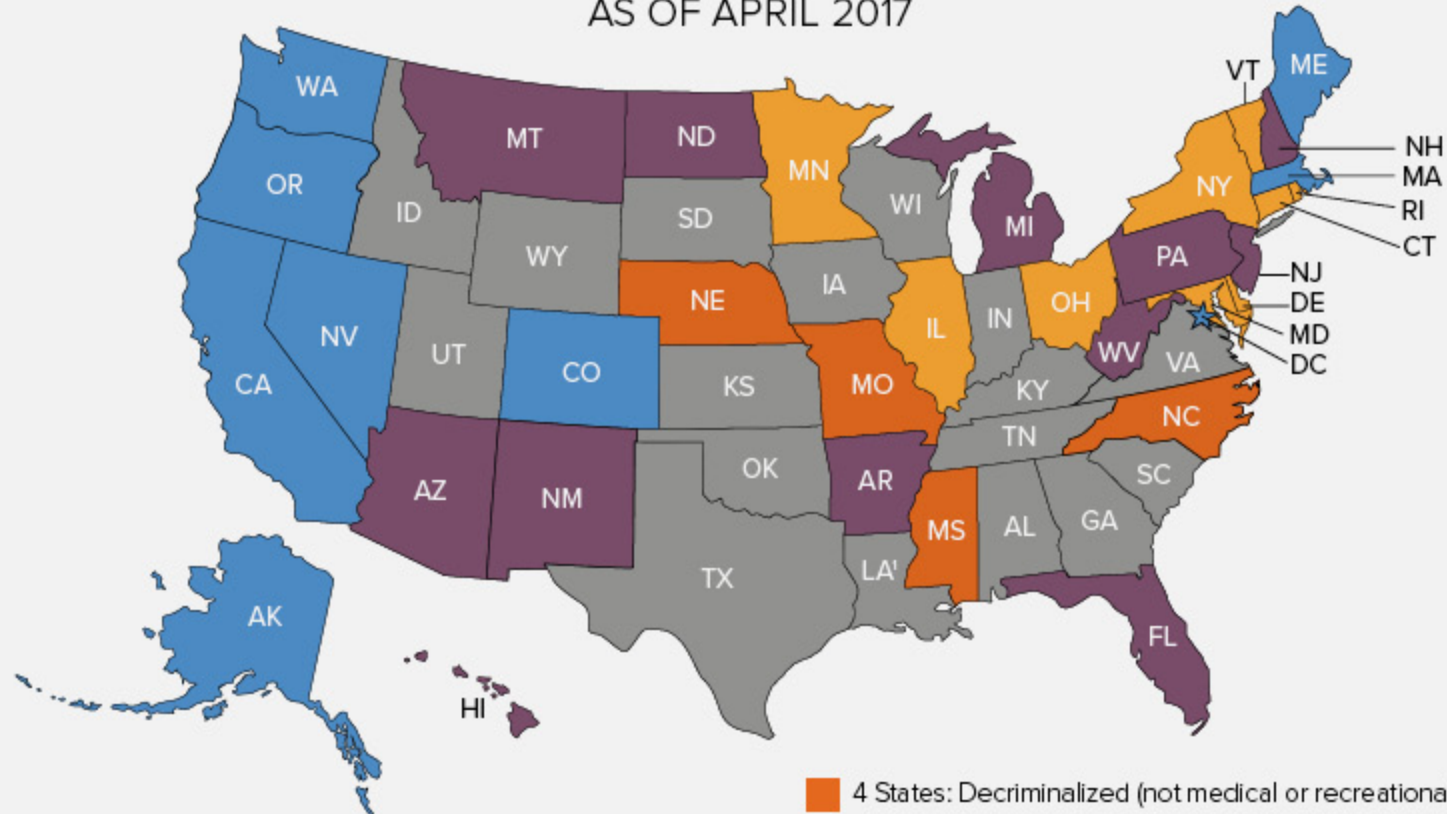 AS OF APRIL 2017
ME
VT
WA
MT
ND
MN
NH
MA
OR
NY
RI
ID
SD
WI
MI
CT
WY
PA
NJ
IA
NE
OH
DE
NV
IL
IN
MD
UT
WV
DC
CA
CO
KS
MO
KY
VA
NC
TN
OK
AR
SC
AZ
NM
MS
AL
GA
TX
LA¹
AK
FL
HI
4 States: Decriminalized (not medical or recreationa